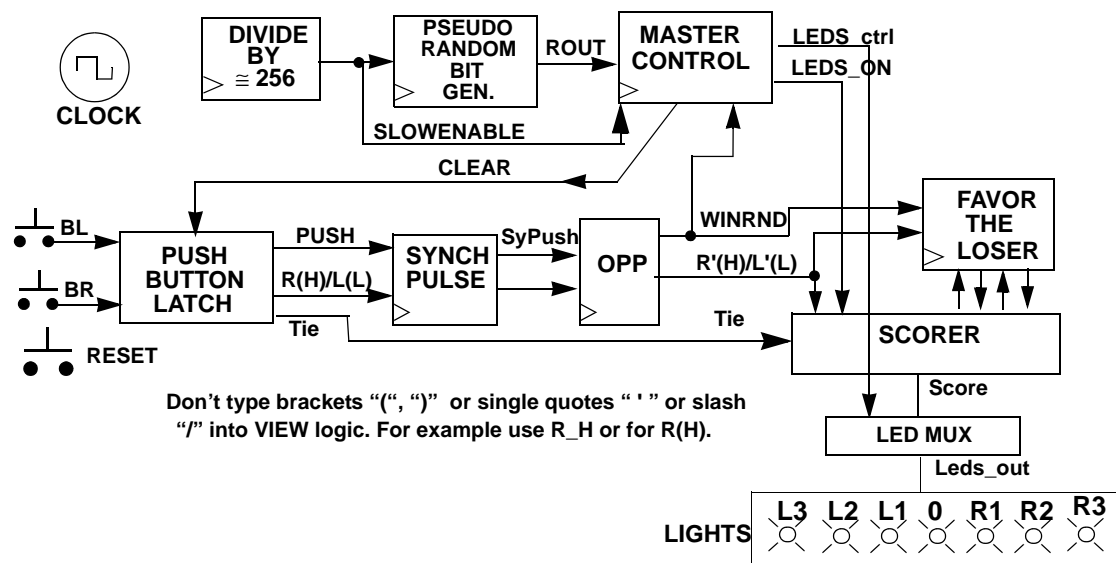 DIVIDE
BY
≅ 256
PSEUDO
RANDOM
BIT
GEN.
ROUT
MASTER
CONTROL
LEDS_ctrl
LEDS_ON
CLOCK
SLOWENABLE
CLEAR
BL
BR
RESET
PUSH
BUTTON
LATCH
PUSH
R(H)/L(L)
Tie
SYNCH
PULSE
SyPush
OPP
WINRND
R'(H)/L'(L)
Tie
FAVOR
THE
LOSER
SCORER
Score
Don't type brackets “(“, “)” or single quotes “ ' ” or slash
“/” into VIEW logic. For example use R_H or for R(H).
LED MUX
Leds_out
LIGHTS
L3 L2 L1 0 R1 R2 R3